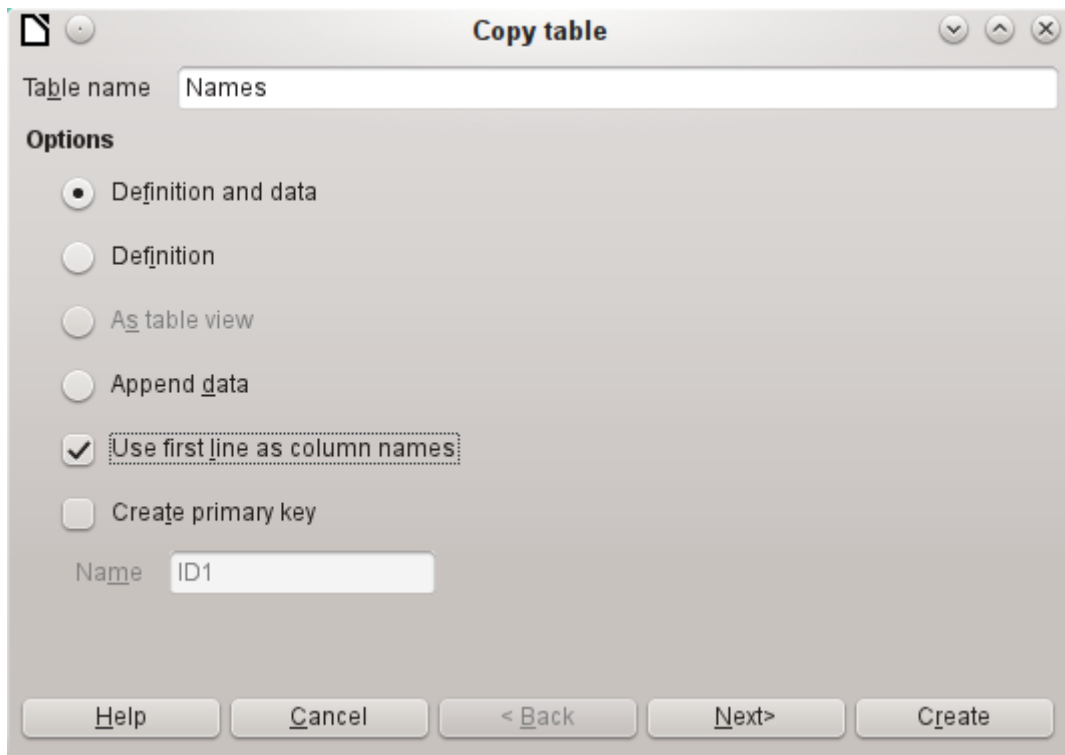 Copy table
Table name Names
Options
Definition and data
Definition
As table view
Append data
Use first line as column names
Create primary key
Name ID1
Help Cancel < Back Next> Create